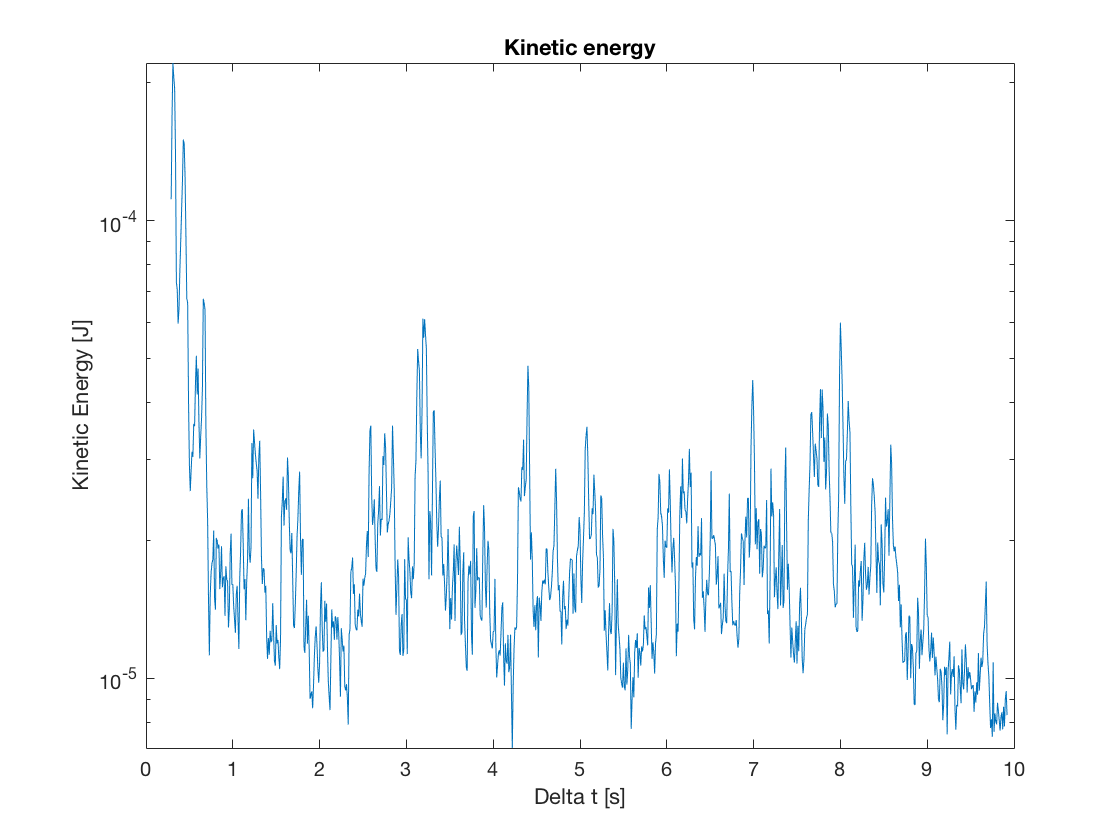 Kinetic energy
Kinetic Energy [J]
10-4
10-5
0 1 2 3 4 5 6 7 8 9 10
Delta t [s]